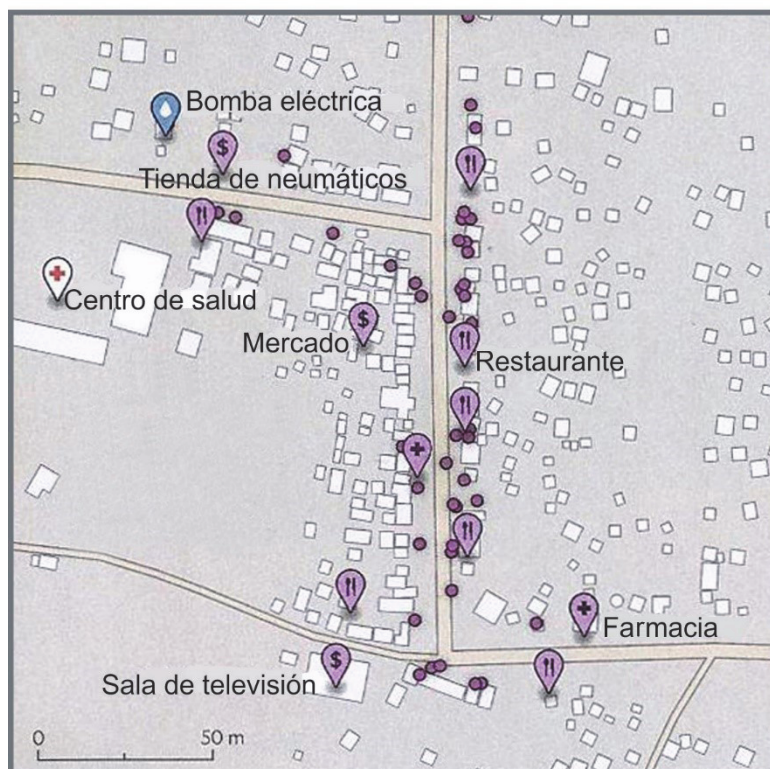 Bomba eléctrica
$
Tienda de neumáticos
Centro de salud
$
Mercado
Restaurante
Farmacia
$
Sala de televisión
0 50 m